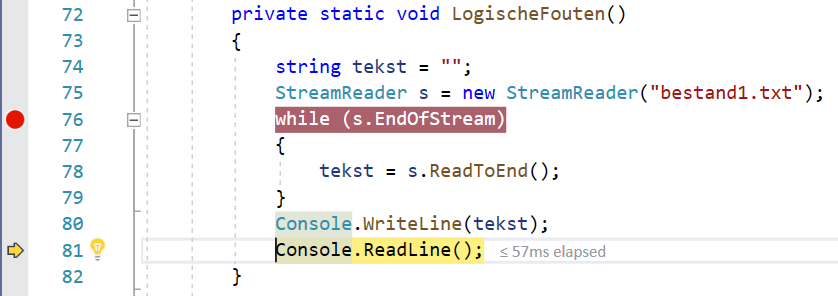 72 private static void LogischeFouten()
73 {
74 string tekst = "";
75 StreamReader s = new StreamReader("bestand1.txt");
76 while (s.EndOfStream)
77 {
78 tekst = s.ReadToEnd();
79 }
80 Console.WriteLine(tekst);
81 Console.ReadLine(); ≤ 57ms elapsed
82 }